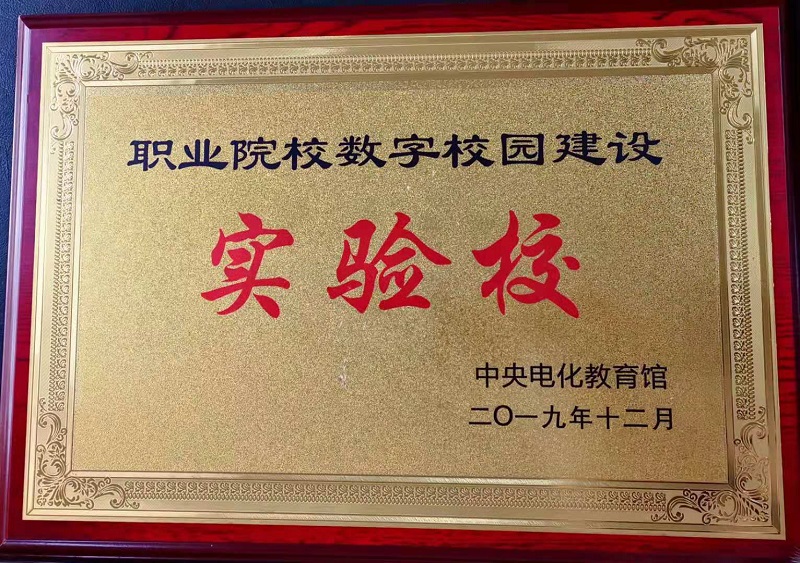 职业院校数字校园建设
实验校
中央电化教育馆
二〇一九年十二月